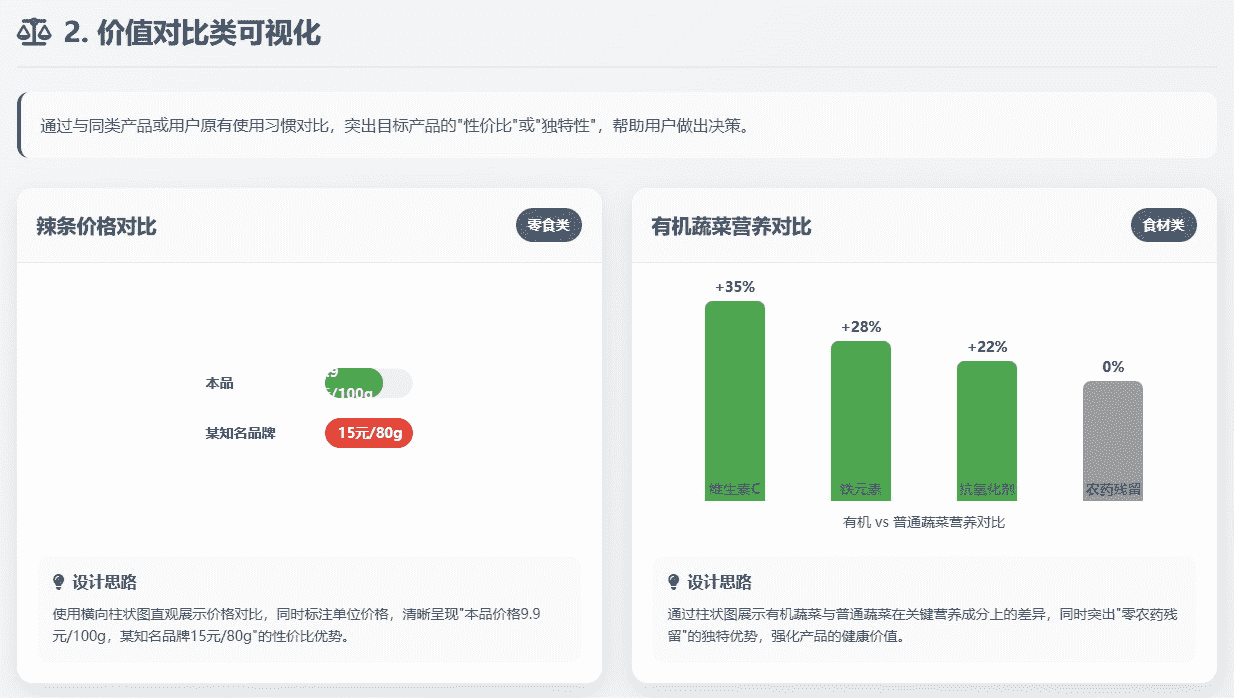 2. 价值对比类可视化
通过与同类产品或用户原有使用习惯对比，突出目标产品的"性价比"或"独特性"，帮助用户做出决策。
辣条价格对比
零食类
本品
/100g
某知名品牌
15元/80g
设计思路
使用横向柱状图直观展示价格对比，同时标注单位价格，清晰呈现"本品价格9.9
元/100g，某知名品牌15元/80g"的性价比优势。
有机蔬菜营养对比
食材类
+35%
+28%
+22%
0%
维生素C
铁元素
抗氧化剂
农药残留
有机 vs 普通蔬菜营养对比
设计思路
通过柱状图展示有机蔬菜与普通蔬菜在关键营养成分上的差异，同时突出"零农药残
留"的独特优势，强化产品的健康价值。